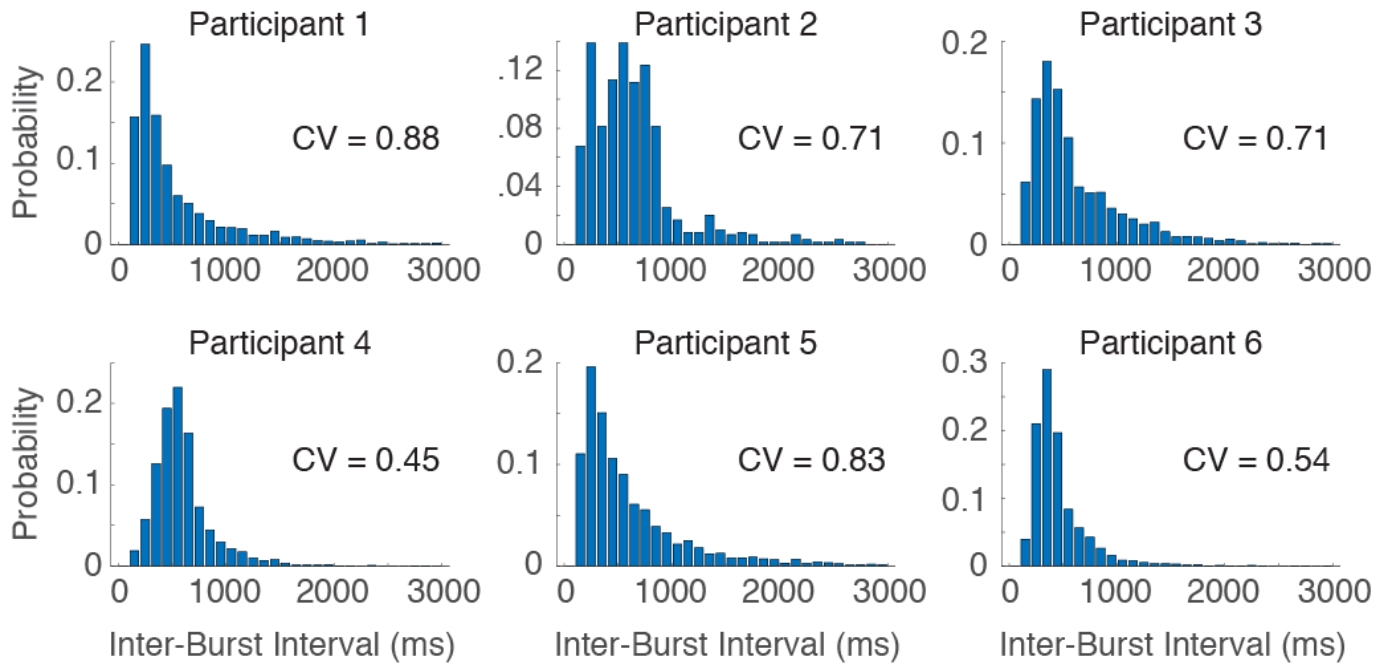 Participant 1
Probability
0.2
0.1
0
CV = 0.88
0 1000 2000 3000
Participant 2
.12
.08
.04
0
CV = 0.71
0 1000 2000 3000
Participant 3
0.2
0.1
0
CV = 0.71
0 1000 2000 3000
Participant 4
Probability
0.2
0.1
0
CV = 0.45
0 1000 2000 3000
Inter-Burst Interval (ms)
Participant 5
0.2
0.1
0
CV = 0.83
0 1000 2000 3000
Inter-Burst Interval (ms)
Participant 6
0.3
0.2
0.1
0
CV = 0.54
0 1000 2000 3000
Inter-Burst Interval (ms)